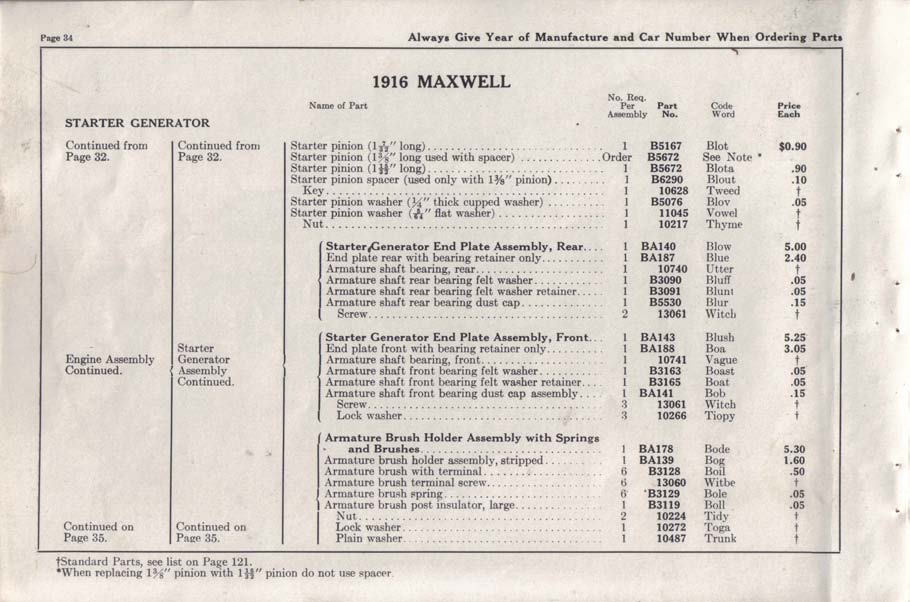 Page 34 Always Give Year of Manufacture and Car Number When Ordering Parts
1916 MAXWELL
Name of Part No. Req. Per Assembly Part No. Code Word Price Each
STARTER GENERATOR
Continued from Page 32. Continued from Page 32.
Starter pinion (1 7/32" long) 1 B5167 Blot $0.90
Starter pinion (1⅜" long used with spacer) Order B5672 See Note *
Starter pinion long) 1 B5672 Blota .90
Starter pinion spacer (used only with 1⅜" pinion) 1 B6290 Blout .10
Key 1 10628 Tweed †
Starter pinion washer (¼" thick cupped washer) 1 B5076 Blov .05
Starter pinion washer flat washer) 1 11045 Vowel †
Nut 1 10217 Thyme †
Starter Generator End Plate Assembly, Rear 1 BA140 Blow 5.00
End plate rear with bearing retainer only 1 BA187 Blue 2.40
Armature shaft bearing, rear 1 10740 Utter †
Armature shaft rear bearing felt washer 1 B3090 Bluff .05
Armature shaft rear bearing felt washer retainer 1 B3091 Blunt .05
Armature shaft rear bearing dust cap 1 B5530 Blur .15
Screw 2 13061 Witch †
Engine Assembly Continued. Starter Generator Assembly Continued.
Starter Generator End Plate Assembly, Front 1 BA143 Blush 5.25
End plate front with bearing retainer only 1 BA188 Boa 3.05
Armature shaft bearing, front 1 10741 Vague †
Armature shaft front bearing felt washer 1 B3163 Boast .05
Armature shaft front bearing felt washer retainer 1 B3165 Boat .05
Armature shaft front bearing dust cap assembly 1 BA141 Bob .15
Screw 3 13061 Witch †
Lock washer 3 10266 Tiopy †
Armature Brush Holder Assembly with Springs
and Brushes 1 BA178 Bode 5.30
Armature brush holder assembly, stripped 1 BA139 Bog 1.60
Armature brush with terminal 6 B3128 Boil .50
Armature brush terminal screw 6 13060 Witbe †
Armature brush spring 6 B3129 Bole .05
Armature brush post insulator, large 1 B3119 Boll .05
Nut 2 10224 Tidy †
Lock washer 1 10272 Toga †
Plain washer 1 10487 Trunk †
Continued on Page 35. Continued on Page 35.
†Standard Parts, see list on Page 121.
*When replacing 1⅜" pinion with pinion do not use spacer.